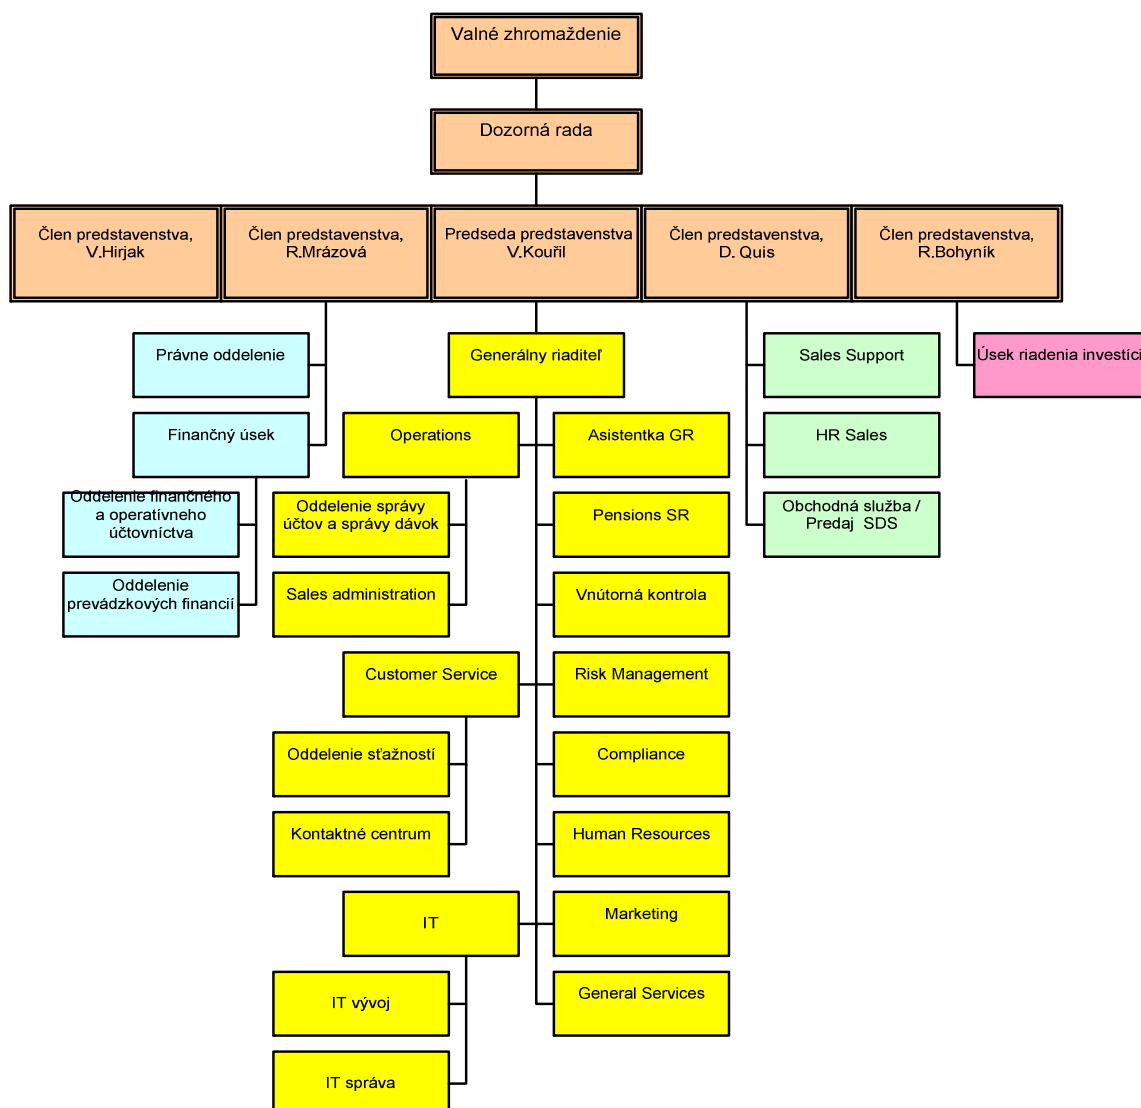 Valné zhromaždenie
Dozorná rada
Člen predstavenstva,
V.Hirjak
Člen predstavenstva,
R.Mrázová
Predseda predstavenstva
V.Kouřil
Člen predstavenstva,
D. Quis
Člen predstavenstva,
R.Bohyník
Právne oddelenie
Generálny riaditeľ
Sales Support
Úsek riadenia investíci
Finančný úsek
Operations
Asistentka GR
HR Sales
Oddelenie finančného
a operatívneho
účtovníctva
Oddelenie správy
účtov a správy dávok
Pensions SR
Obchodná služba /
Predaj SDS
Oddelenie
prevádzkových financií
Sales administration
Vnútorná kontrola
Customer Service
Risk Management
Oddelenie sťažností
Compliance
Kontaktné centrum
Human Resources
IT
Marketing
IT vývoj
General Services
IT správa